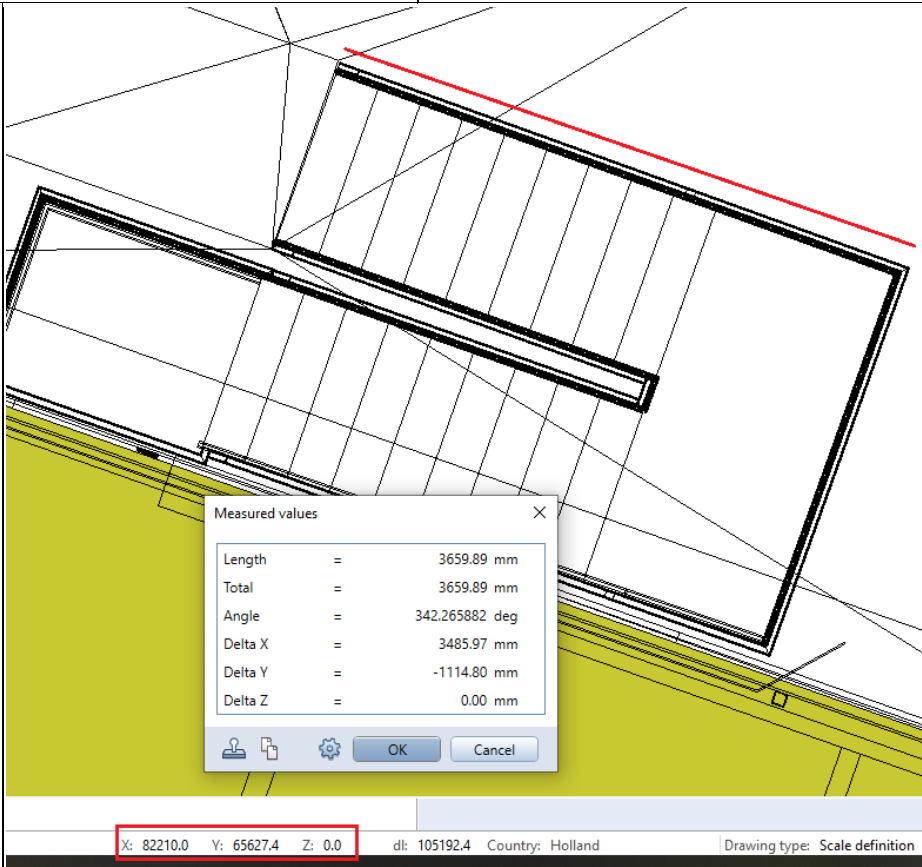 Measured values
Length = 3659.89 mm
Total = 3659.89 mm
Angle = 342.265882 deg
Delta X = 3485.97 mm
Delta Y = -1114.80 mm
Delta Z = 0.00 mm
OK Cancel
X: 82210.0 Y: 65627.4 Z: 0.0 dl: 105192.4 Country: Holland Drawing type: Scale definition